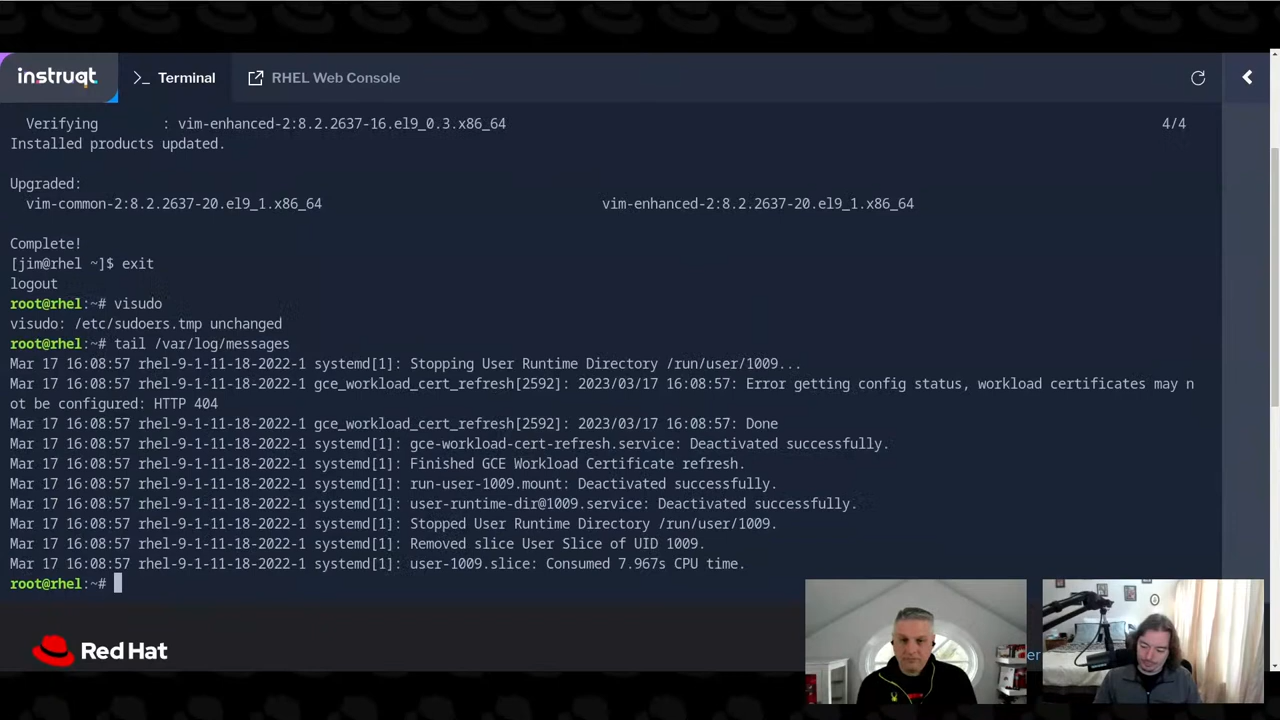 instruqt
>_ Terminal
RHEL Web Console
Verifying : vim-enhanced-2:8.2.2637-16.el9_0.3.x86_64 4/4
Installed products updated.
Upgraded:
vim-common-2:8.2.2637-20.el9_1.x86_64 vim-enhanced-2:8.2.2637-20.el9_1.x86_64
Complete!
[jim@rhel ~]$ exit
logout
root@rhel:~# visudo
visudo: /etc/sudoers.tmp unchanged
root@rhel:~# tail /var/log/messages
Mar 17 16:08:57 rhel-9-1-11-18-2022-1 systemd[1]: Stopping User Runtime Directory /run/user/1009...
Mar 17 16:08:57 rhel-9-1-11-18-2022-1 gce_workload_cert_refresh[2592]: 2023/03/17 16:08:57: Error getting config status, workload certificates may n
ot be configured: HTTP 404
Mar 17 16:08:57 rhel-9-1-11-18-2022-1 gce_workload_cert_refresh[2592]: 2023/03/17 16:08:57: Done
Mar 17 16:08:57 rhel-9-1-11-18-2022-1 systemd[1]: gce-workload-cert-refresh.service: Deactivated successfully.
Mar 17 16:08:57 rhel-9-1-11-18-2022-1 systemd[1]: Finished GCE Workload Certificate refresh.
Mar 17 16:08:57 rhel-9-1-11-18-2022-1 systemd[1]: run-user-1009.mount: Deactivated successfully.
Mar 17 16:08:57 rhel-9-1-11-18-2022-1 systemd[1]: user-runtime-dir@1009.service: Deactivated successfully.
Mar 17 16:08:57 rhel-9-1-11-18-2022-1 systemd[1]: Stopped User Runtime Directory /run/user/1009.
Mar 17 16:08:57 rhel-9-1-11-18-2022-1 systemd[1]: Removed slice User Slice of UID 1009.
Mar 17 16:08:57 rhel-9-1-11-18-2022-1 systemd[1]: user-1009.slice: Consumed 7.967s CPU time.
root@rhel:~#
Red Hat